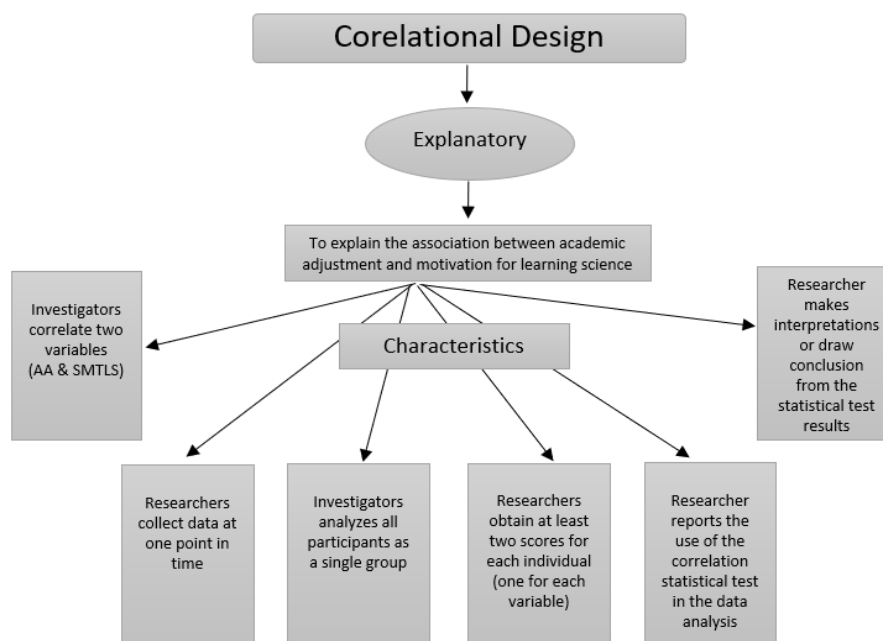 Corelational Design
Explanatory
To explain the association between academic
adjustment and motivation for learning science
Investigators
correlate two
variables
(AA & SMTLS)
Characteristics
Researcher
makes
interpretations
or draw
conclusion
from the
statistical test
results
Researchers
collect data at
one point in
time
Investigators
analyzes all
participants as
a single group
Researchers
obtain at least
two scores for
each individual
(one for each
variable)
Researcher
reports the
use of the
correlation
statistical test
in the data
analysis